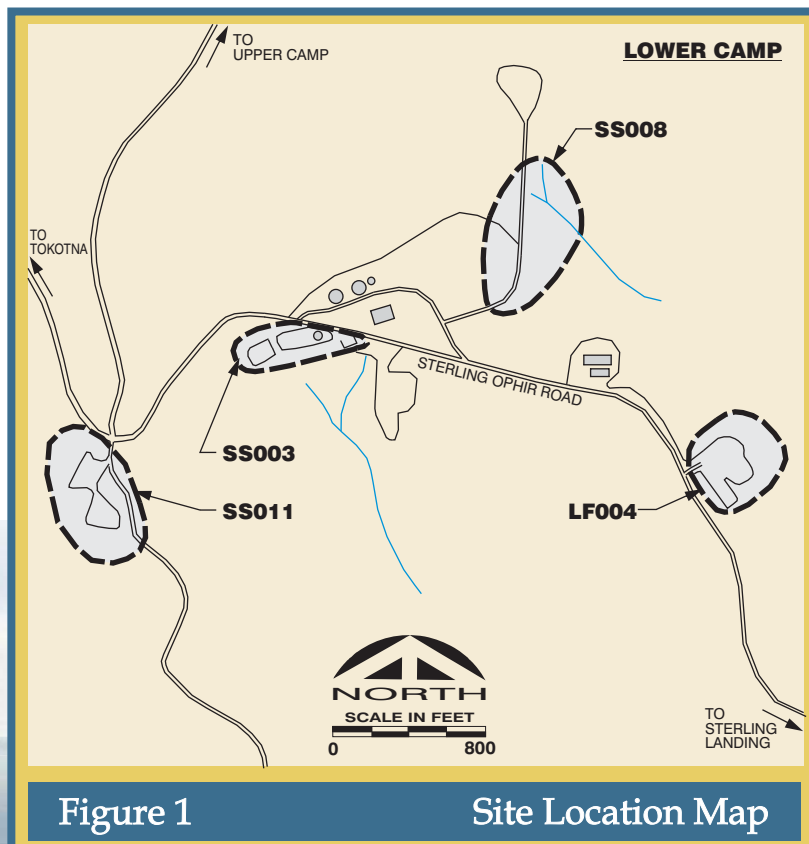 TO
UPPER CAMP
LOWER CAMP
SS008
TO
TOKOTNA
STERLING OPHIR ROAD
SS003
SS011
LF004
NORTH
SCALE IN FEET
0 800
TO
STERLING
LANDING
Figure 1 Site Location Map